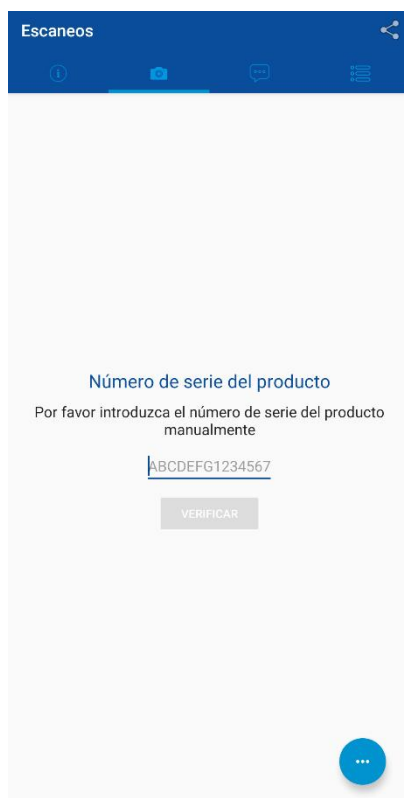 Escaneos
Número de serie del producto
Por favor introduzca el número de serie del producto
manualmente
ABCDEFG1234567
VERIFICAR